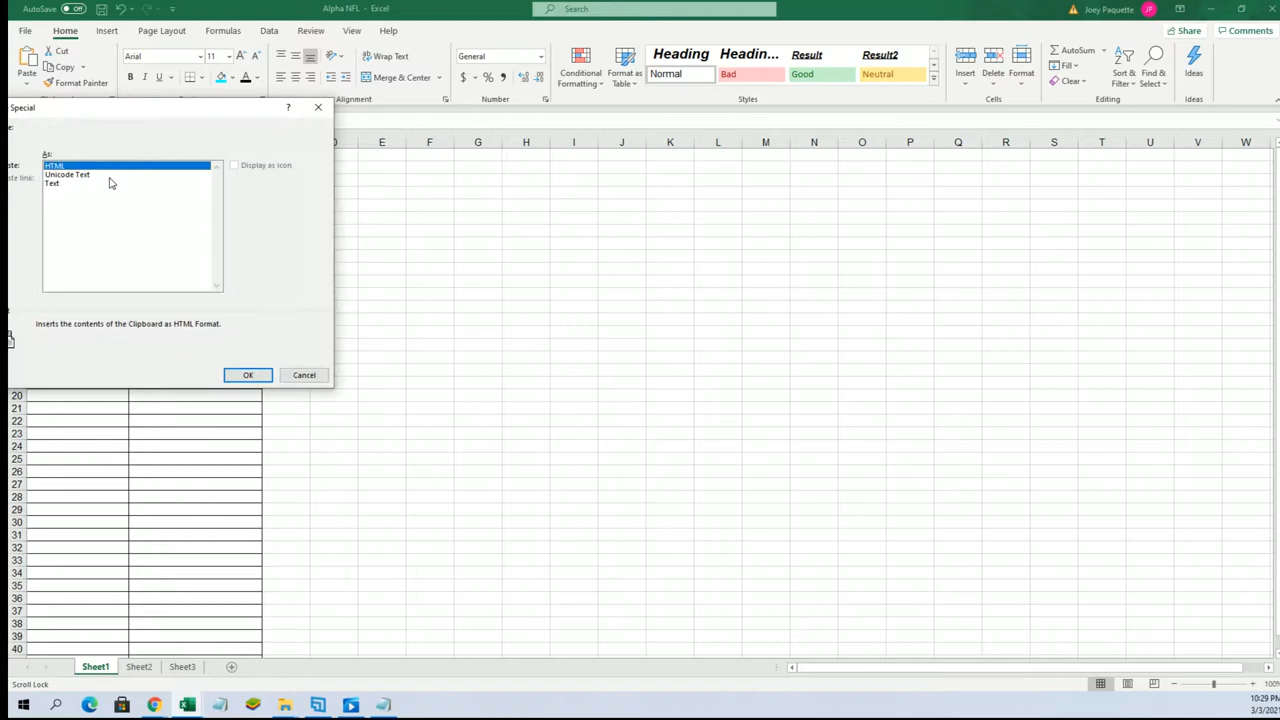 AutoSave Off Alpha NFL - Excel Search Joey Paquette JP
File Home Insert Page Layout Formulas Data Review View Help Share Comments
Paste Cut Copy Format Painter
Arial 11
B I U A
Wrap Text
Merge & Center
Alignment
General
$ % ,
Number
Conditional Formatting
Format as Table
Heading Headin... Result Result2
Normal Bad Good Neutral
Styles
Insert Delete Format
Cells
AutoSum
Fill
Clear
Sort & Filter
Find & Select
Editing
Ideas
Ideas
Special ?
As:
HTML
Unicode Text
Text
ste link:
Display as icon
Inserts the contents of the Clipboard as HTML Format.
OK Cancel
E F G H I J K L M N O P Q R S T U V W
20
21
22
23
24
25
26
27
28
29
30
31
32
33
34
35
36
37
38
39
40
Sheet1 Sheet2 Sheet3
Scroll Lock
100%
10:29 PM
3/3/2021